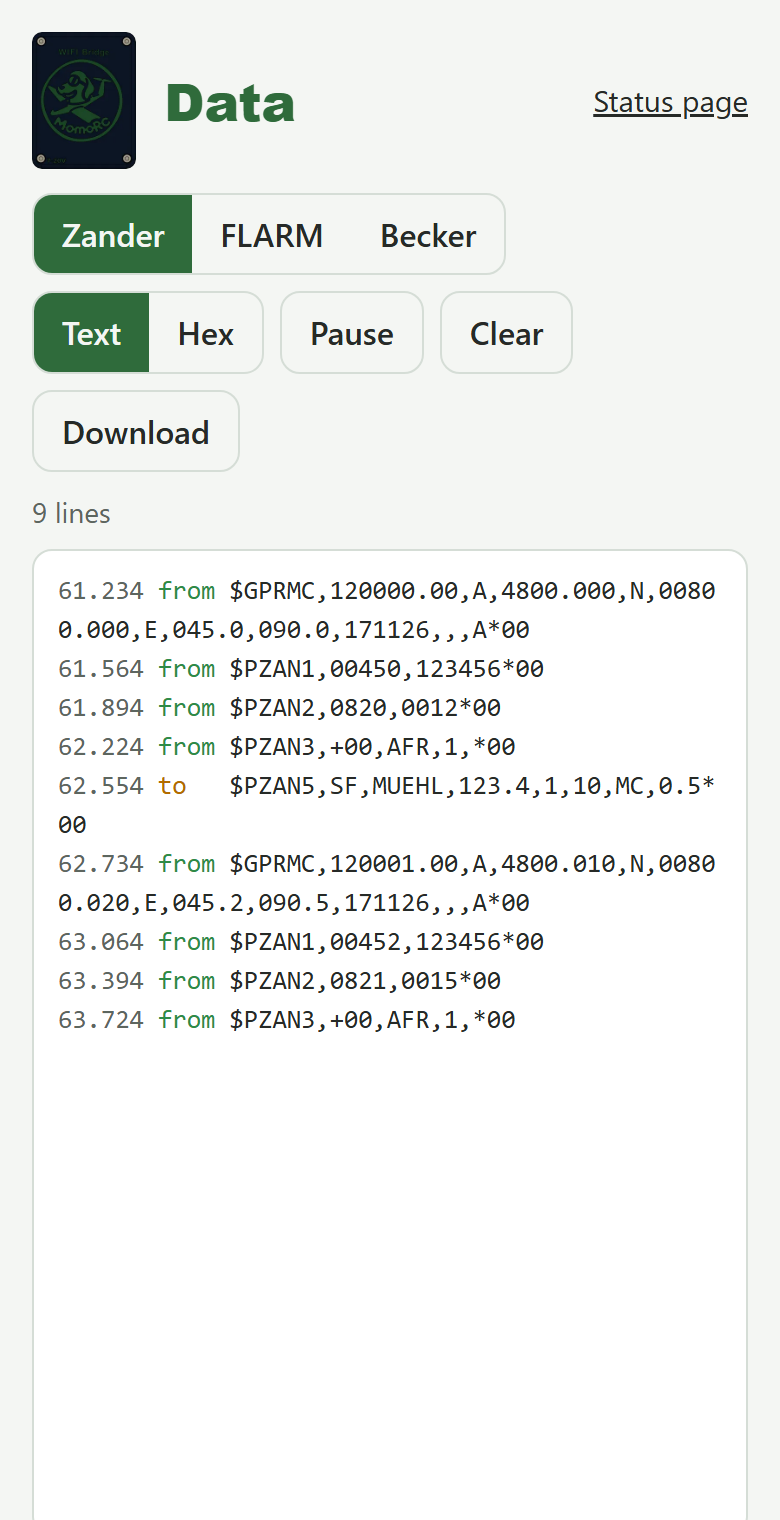 WiFi Bridge
MomoRC
Data
Status page
Zander FLARM Becker
Text Hex Pause Clear
Download
9 lines
61.234 from $GPRMC,120000.00,A,4800.000,N,0080
0.000,E,045.0,090.0,171126,,,A*00
61.564 from $PZAN1,00450,123456*00
61.894 from $PZAN2,0820,0012*00
62.224 from $PZAN3,+00,AFR,1,*00
62.554 to $PZAN5,SF,MUEHL,123.4,1,10,MC,0.5*
00
62.734 from $GPRMC,120001.00,A,4800.010,N,0080
0.020,E,045.2,090.5,171126,,,A*00
63.064 from $PZAN1,00452,123456*00
63.394 from $PZAN2,0821,0015*00
63.724 from $PZAN3,+00,AFR,1,*00